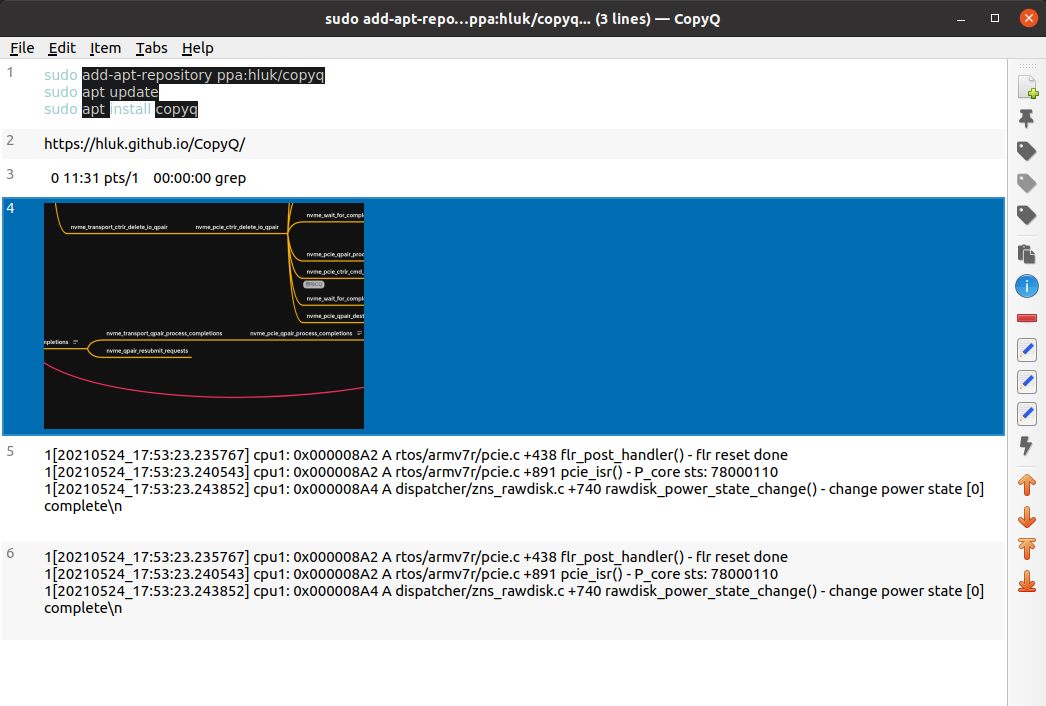 sudo add-apt-repo…ppa:hluk/copyq... (3 lines) — CopyQ
File Edit Item Tabs Help
1
sudo add-apt-repository ppa:hluk/copyq
sudo apt update
sudo apt install copyq
2
https://hluk.github.io/CopyQ/
3
0 11:31 pts/1 00:00:00 grep
4
nvme_wait_for_compl
nvme_transport_ctrlr_delete_io_qpair nvme_pcie_ctrlr_delete_io_qpair
nvme_pcie_qpair_proc
nvme_pcie_ctrlr_cmd_
nvme_wait_for_compl
nvme_pcie_qpair_dest
nvme_transport_qpair_process_completions nvme_pcie_qpair_process_completions
mpletions
nvme_qpair_resubmit_requests
5
1[20210524_17:53:23.235767] cpu1: 0x000008A2 A rtos/armv7r/pcie.c +438 flr_post_handler() - flr reset done
1[20210524_17:53:23.240543] cpu1: 0x000008A2 A rtos/armv7r/pcie.c +891 pcie_isr() - P_core sts: 78000110
1[20210524_17:53:23.243852] cpu1: 0x000008A4 A dispatcher/zns_rawdisk.c +740 rawdisk_power_state_change() - change power state [0]
complete\n
6
1[20210524_17:53:23.235767] cpu1: 0x000008A2 A rtos/armv7r/pcie.c +438 flr_post_handler() - flr reset done
1[20210524_17:53:23.240543] cpu1: 0x000008A2 A rtos/armv7r/pcie.c +891 pcie_isr() - P_core sts: 78000110
1[20210524_17:53:23.243852] cpu1: 0x000008A4 A dispatcher/zns_rawdisk.c +740 rawdisk_power_state_change() - change power state [0]
complete\n